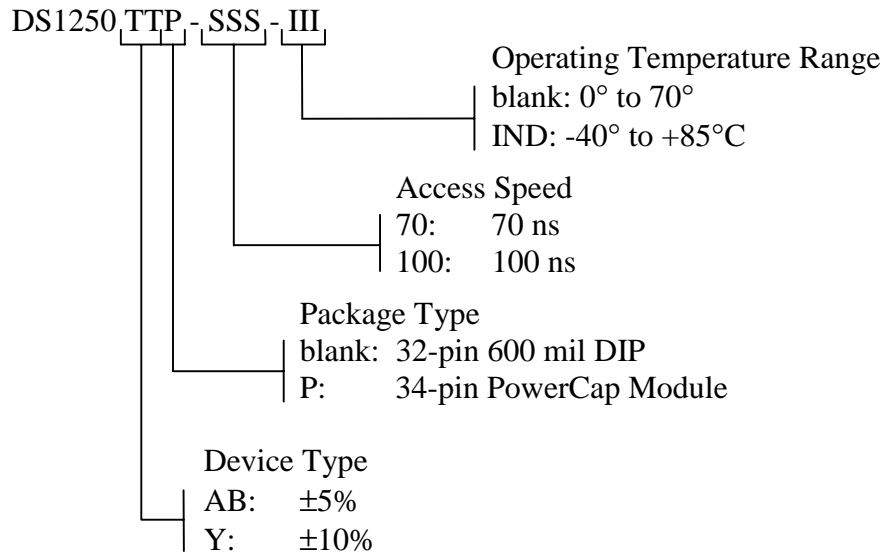 DS1250 TTP - SSS - III
Operating Temperature Range
blank: 0° to 70°
IND: -40° to +85°C
Access Speed
70: 70 ns
100: 100 ns
Package Type
blank: 32-pin 600 mil DIP
P: 34-pin PowerCap Module
Device Type
AB: ±5%
Y: ±10%